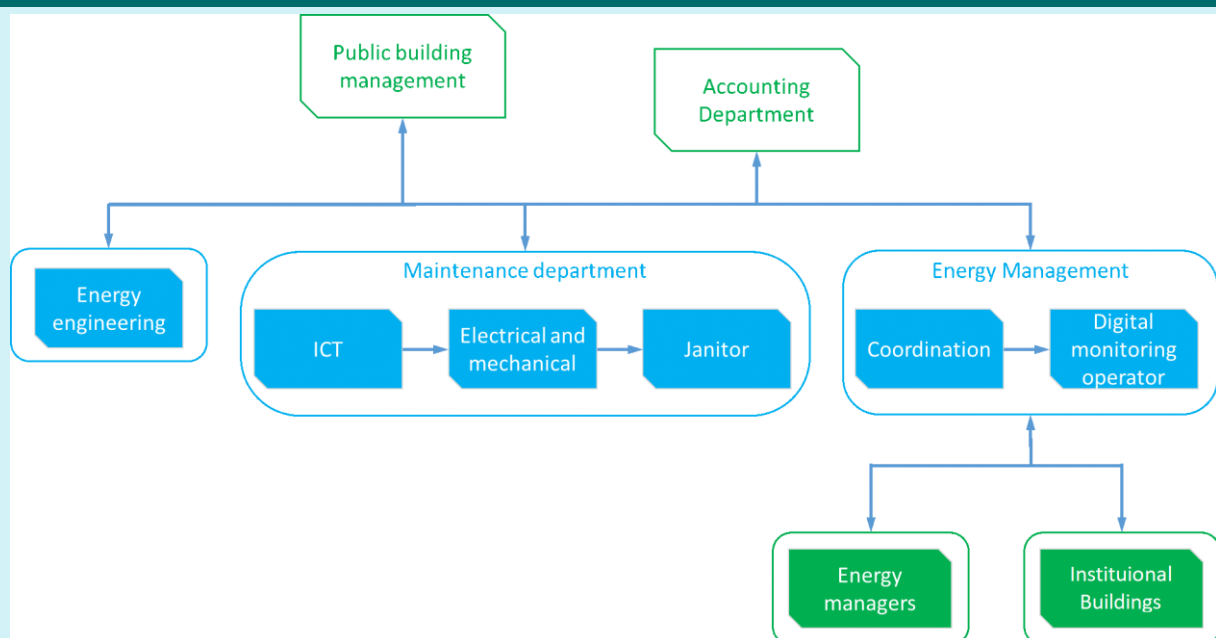 Public building
management
Accounting
Department
Energy
engineering
Maintenance department
ICT
Electrical and
mechanical
Janitor
Energy Management
Coordination
Digital
monitoring
operator
Energy
managers
Instituional
Buildings